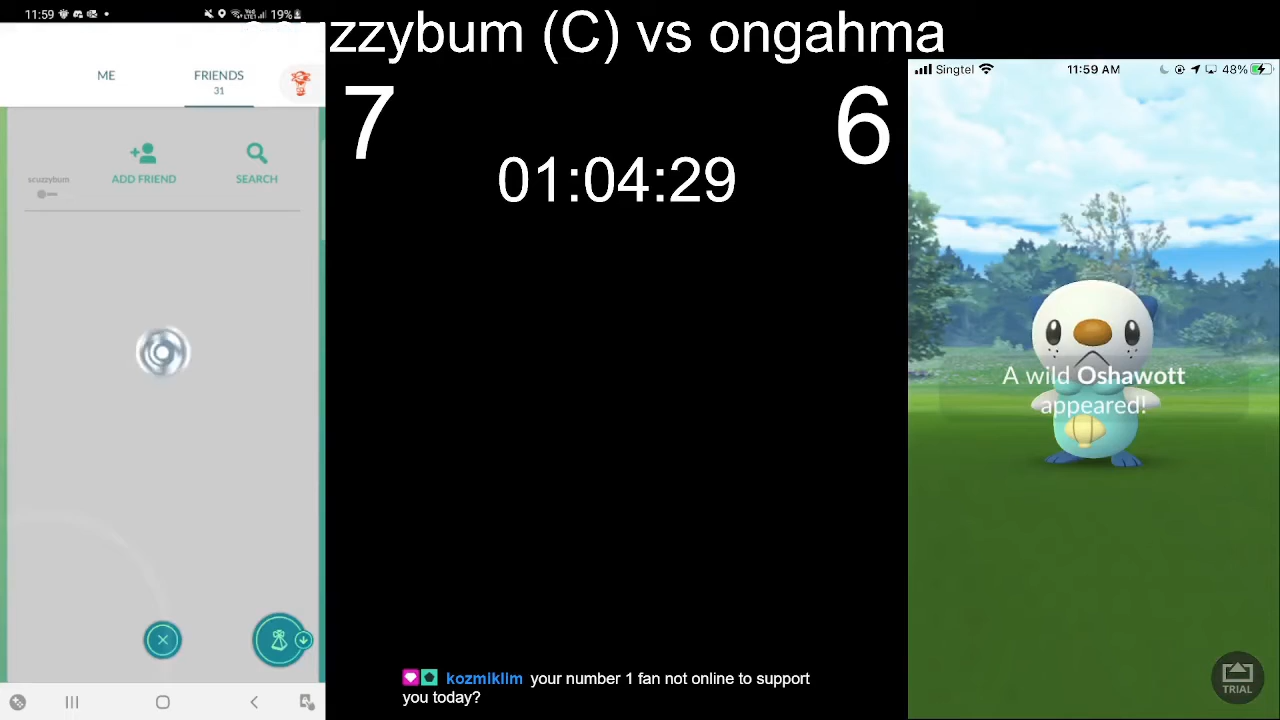 11:59
19%
zzybum (C) vs ongahma
ME
FRIENDS
31
7
6
01:04:29
Singtel
11:59 AM
48%
scuzzybum
ADD FRIEND
SEARCH
A wild Oshawott
appeared!
TRIAL
kozmiklim your number 1 fan not online to support
you today?